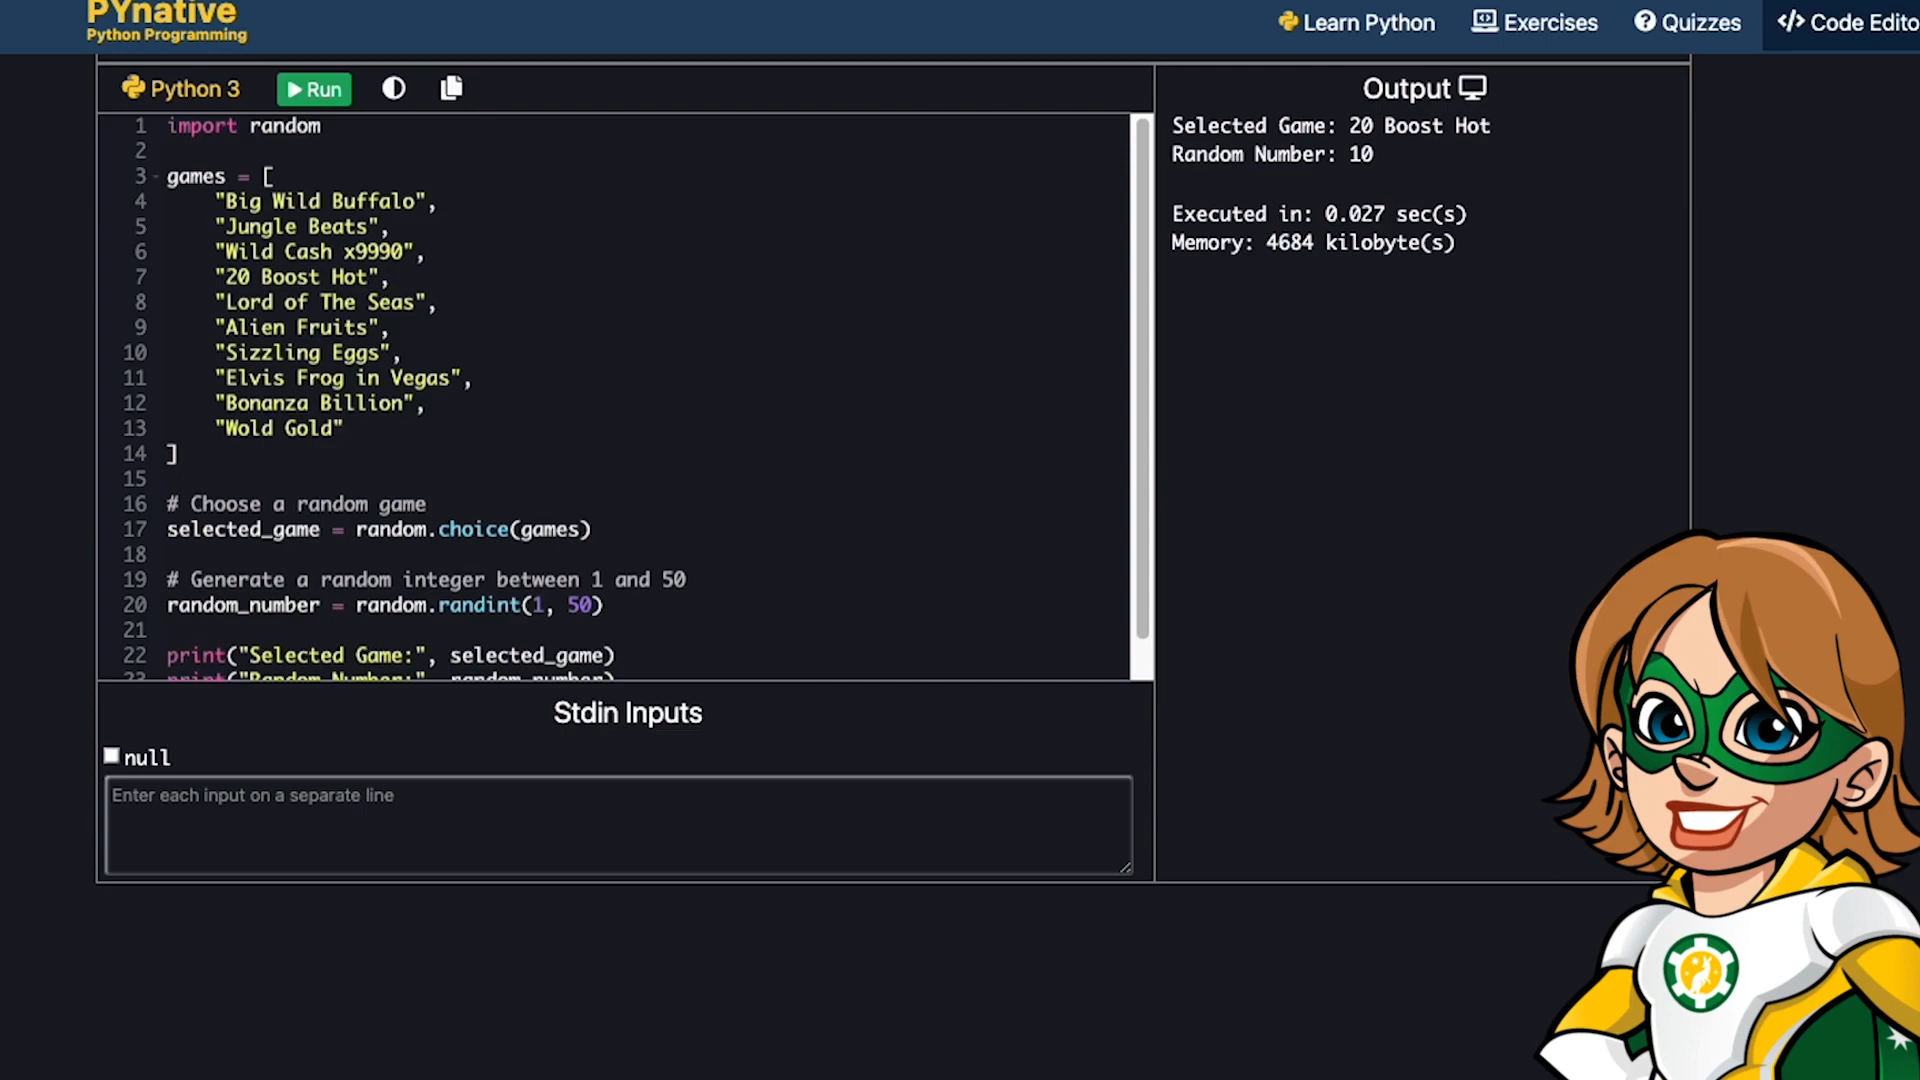 PYnative
Python Programming
Learn Python
Exercises
Quizzes
</> Code Edito
Python 3
Run
1 import random
2
3 games = [
4 "Big Wild Buffalo",
5 "Jungle Beats",
6 "Wild Cash x9990",
7 "20 Boost Hot",
8 "Lord of The Seas",
9 "Alien Fruits",
10 "Sizzling Eggs",
11 "Elvis Frog in Vegas",
12 "Bonanza Billion",
13 "Wold Gold"
14 ]
15
16 # Choose a random game
17 selected_game = random.choice(games)
18
19 # Generate a random integer between 1 and 50
20 random_number = random.randint(1, 50)
21
22 print("Selected Game:", selected_game)
23 print("Random Number:", random_number)
Output
Selected Game: 20 Boost Hot
Random Number: 10
Executed in: 0.027 sec(s)
Memory: 4684 kilobyte(s)
Stdin Inputs
null
Enter each input on a separate line